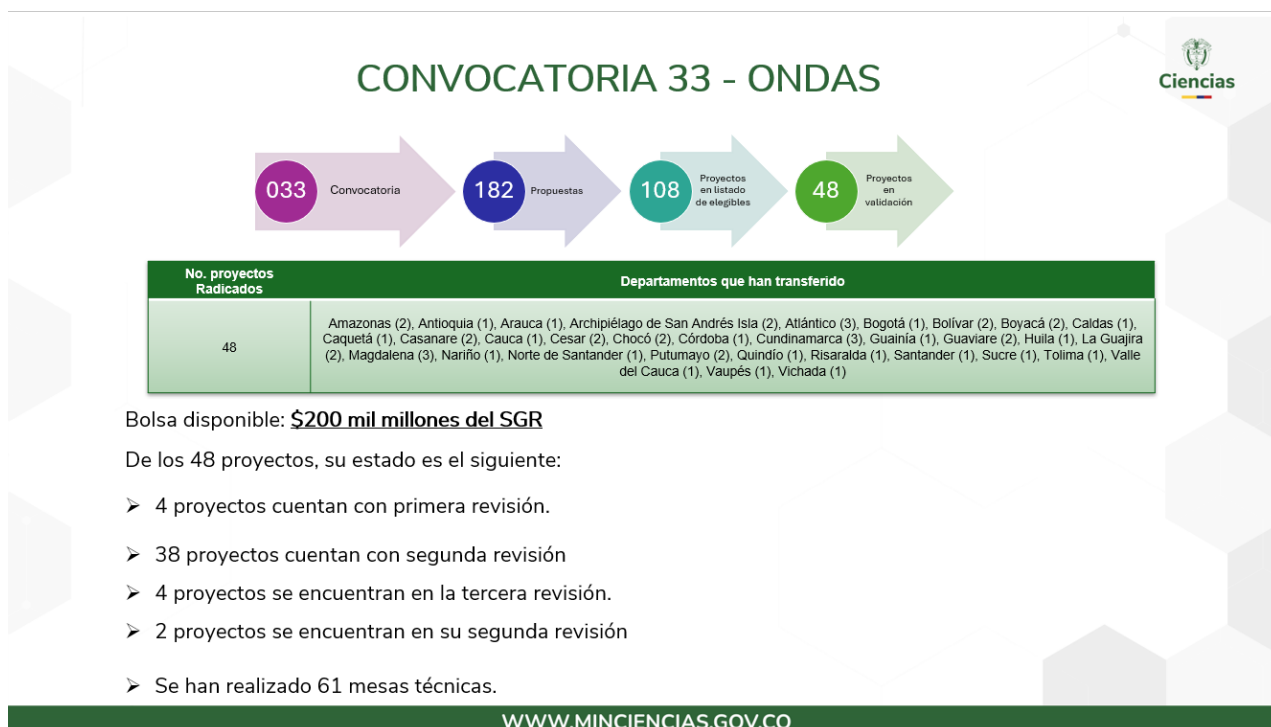 CONVOCATORIA 33 - ONDAS
Ciencias
033
Convocatoria
182
Propuestas
108
Proyectos
en listado
de elegibles
48
Proyectos
en
validación
No. proyectos
Radicados
Departamentos que han transferido
48
Amazonas (2), Antioquia (1), Arauca (1), Archipiélago de San Andrés Isla (2), Atlántico (3), Bogotá (1), Bolívar (2), Boyacá (2), Caldas (1),
Caquetá (1), Casanare (2), Cauca (1), Cesar (2), Chocó (2), Córdoba (1), Cundinamarca (3), Guainía (1), Guaviare (2), Huila (1), La Guajira
(2), Magdalena (3), Nariño (1), Norte de Santander (1), Putumayo (2), Quindío (1), Risaralda (1), Santander (1), Sucre (1), Tolima (1), Valle
del Cauca (1), Vaupés (1), Vichada (1)
Bolsa disponible: $200 mil millones del SGR
De los 48 proyectos, su estado es el siguiente:
➢ 4 proyectos cuentan con primera revisión.
➢ 38 proyectos cuentan con segunda revisión
➢ 4 proyectos se encuentran en la tercera revisión.
➢ 2 proyectos se encuentran en su segunda revisión
➢ Se han realizado 61 mesas técnicas.
WWW.MINCIENCIAS.GOV.CO